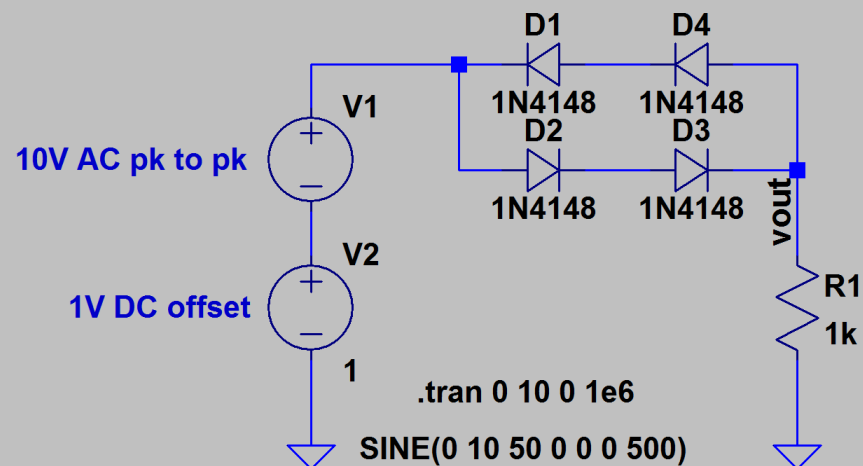 D1 D4
V1
1N4148 1N4148
D2 D3
10V AC pk to pk
1N4148 1N4148
vout
V2
R1
1V DC offset
1k
1
.tran 0 10 0 1e6
SINE(0 10 50 0 0 0 500)